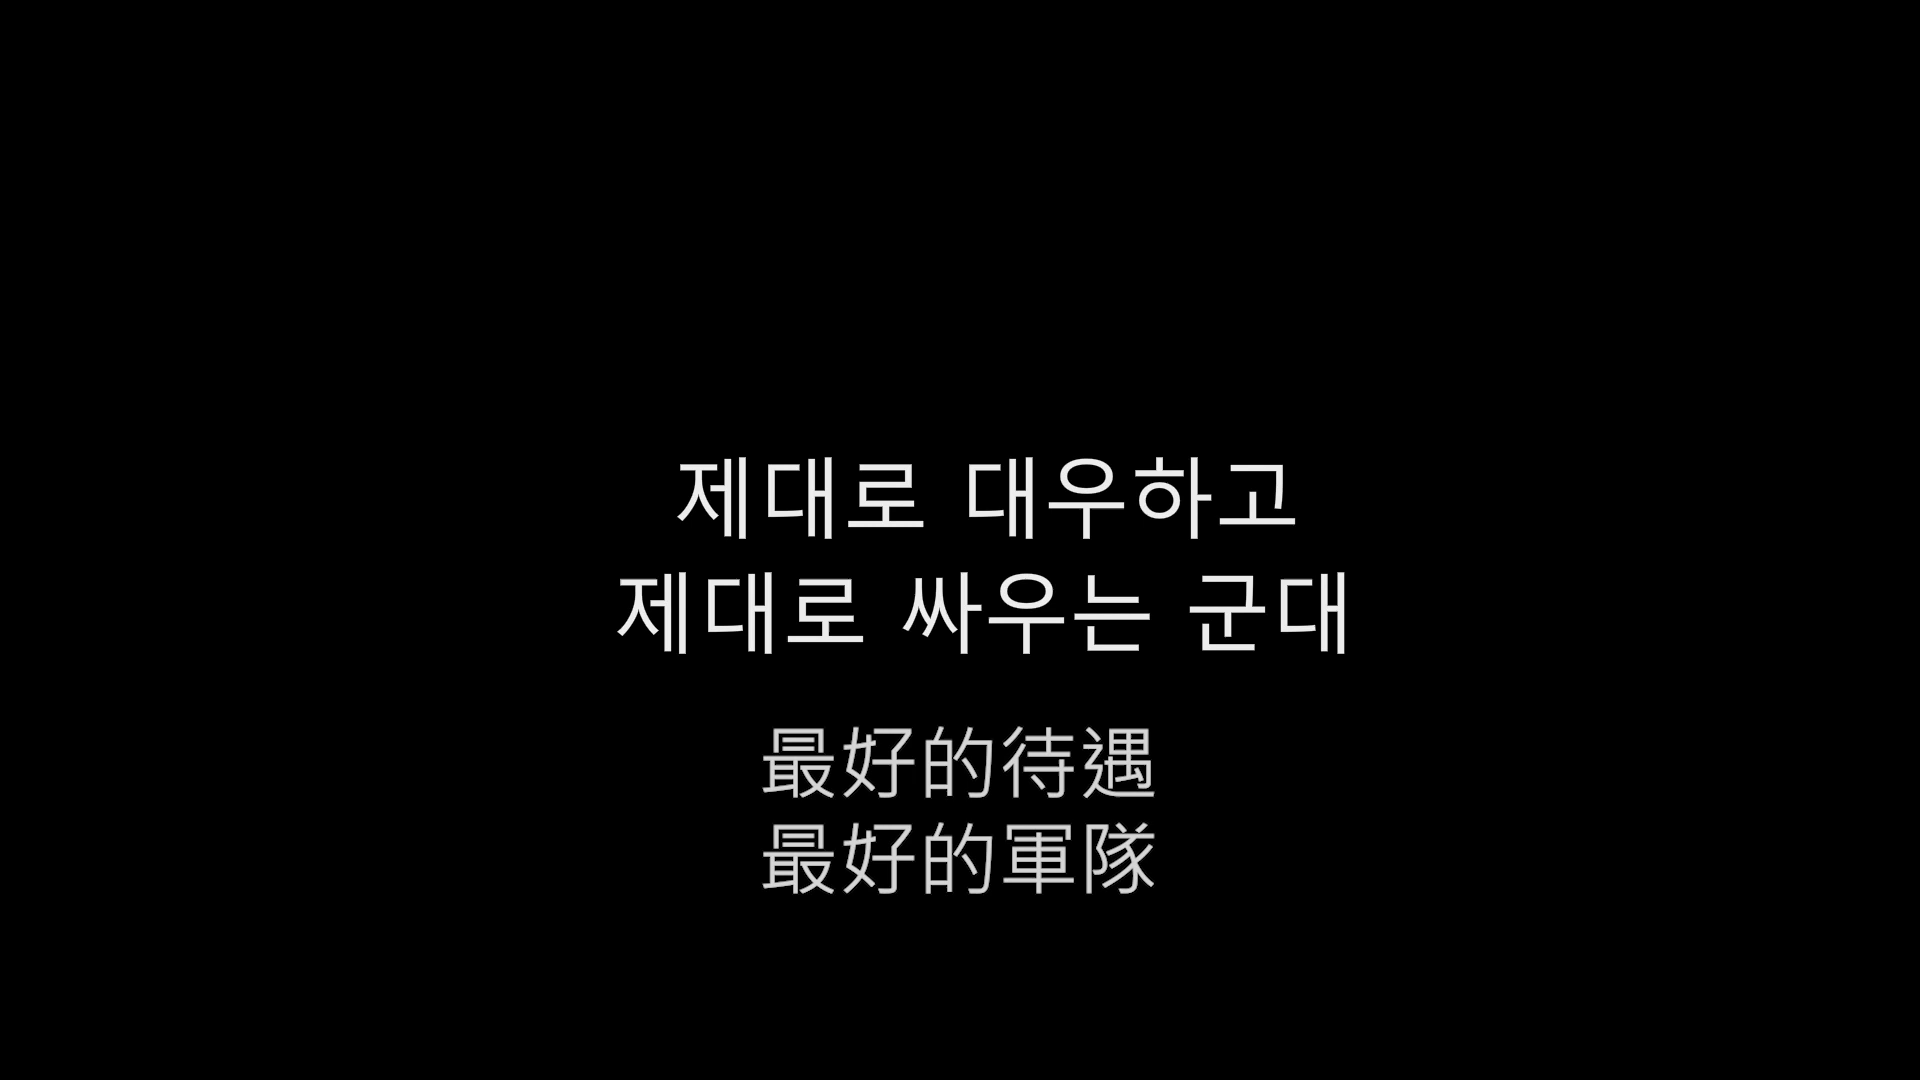 제대로 대우하고
제대로 싸우는 군대
最好的待遇
最好的軍隊